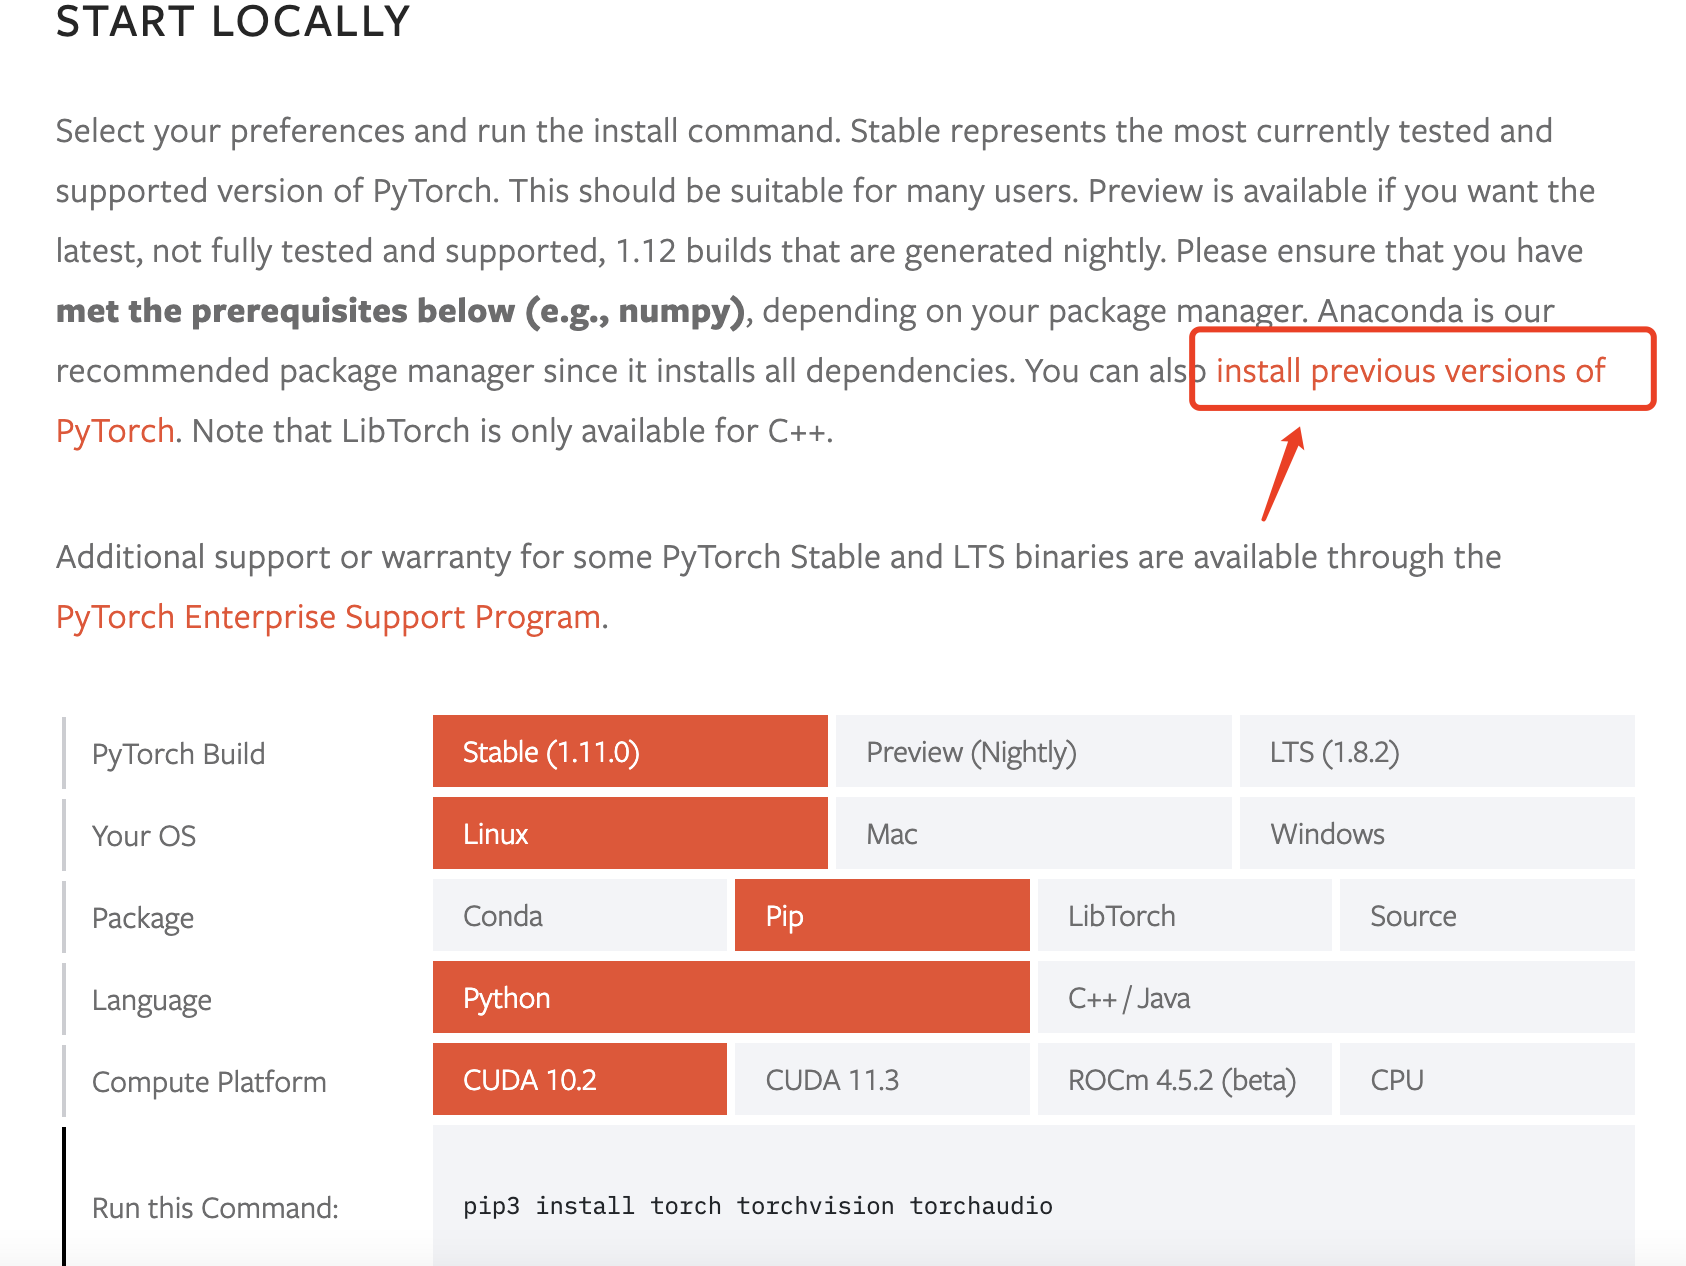 START LOCALLY
Select your preferences and run the install command. Stable represents the most currently tested and
supported version of PyTorch. This should be suitable for many users. Preview is available if you want the
latest, not fully tested and supported, 1.12 builds that are generated nightly. Please ensure that you have
met the prerequisites below (e.g., numpy), depending on your package manager. Anaconda is our
recommended package manager since it installs all dependencies. You can also install previous versions of
PyTorch. Note that LibTorch is only available for C++.
Additional support or warranty for some PyTorch Stable and LTS binaries are available through the
PyTorch Enterprise Support Program.
PyTorch Build Stable (1.11.0) Preview (Nightly) LTS (1.8.2)
Your OS Linux Mac Windows
Package Conda Pip LibTorch Source
Language Python C++ / Java
Compute Platform CUDA 10.2 CUDA 11.3 ROCm 4.5.2 (beta) CPU
Run this Command: pip3 install torch torchvision torchaudio